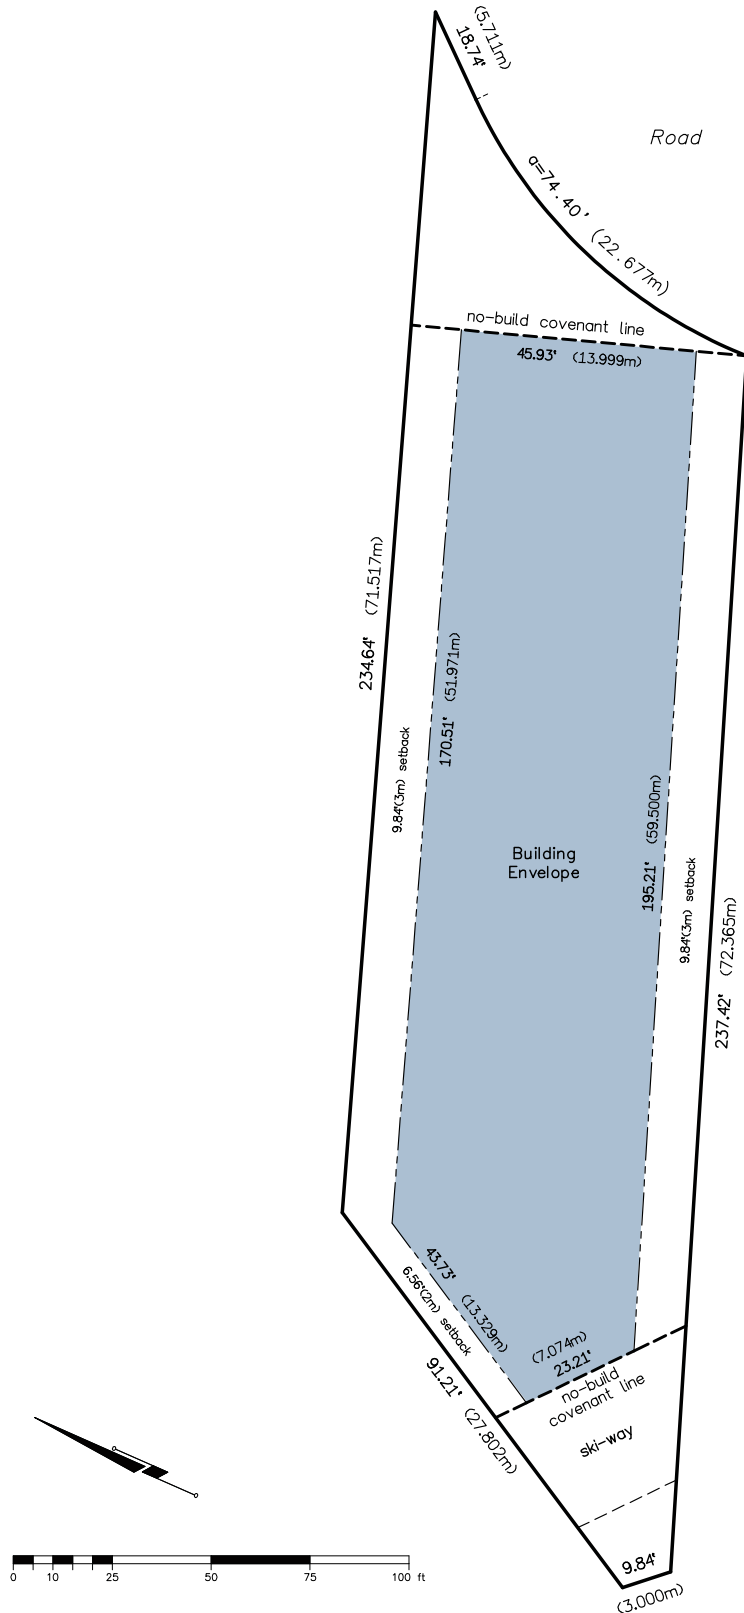 (5.711m)
18.74'
Road
a=74.40' (22.677m)
no-build covenant line
45.93' (13.999m)
234.64' (71.517m)
170.51' (51.971m)
9.84'(3m) setback
195.21' (59.500m)
Building
Envelope
9.84'(3m) setback
237.42' (72.365m)
43.73' (13.329m)
6.56'(2m) setback
(7.074m)
23.21'
no-build
covenant line
91.21' (27.802m)
ski-way
9.84'
(3.000m)
0 10 25 50 75 100 ft